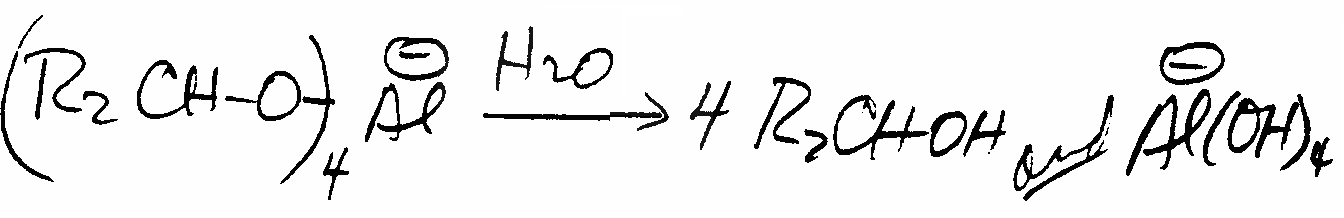 (R₂CH-O-)₄Al⊖ H₂O → 4 R₂CHOH and Al⊖(OH)₄